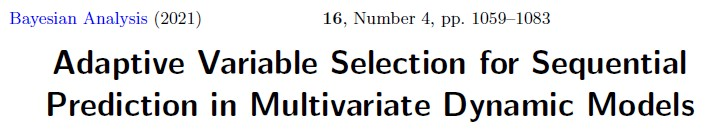 Bayesian Analysis (2021) 16, Number 4, pp. 1059–1083
Adaptive Variable Selection for Sequential
Prediction in Multivariate Dynamic Models